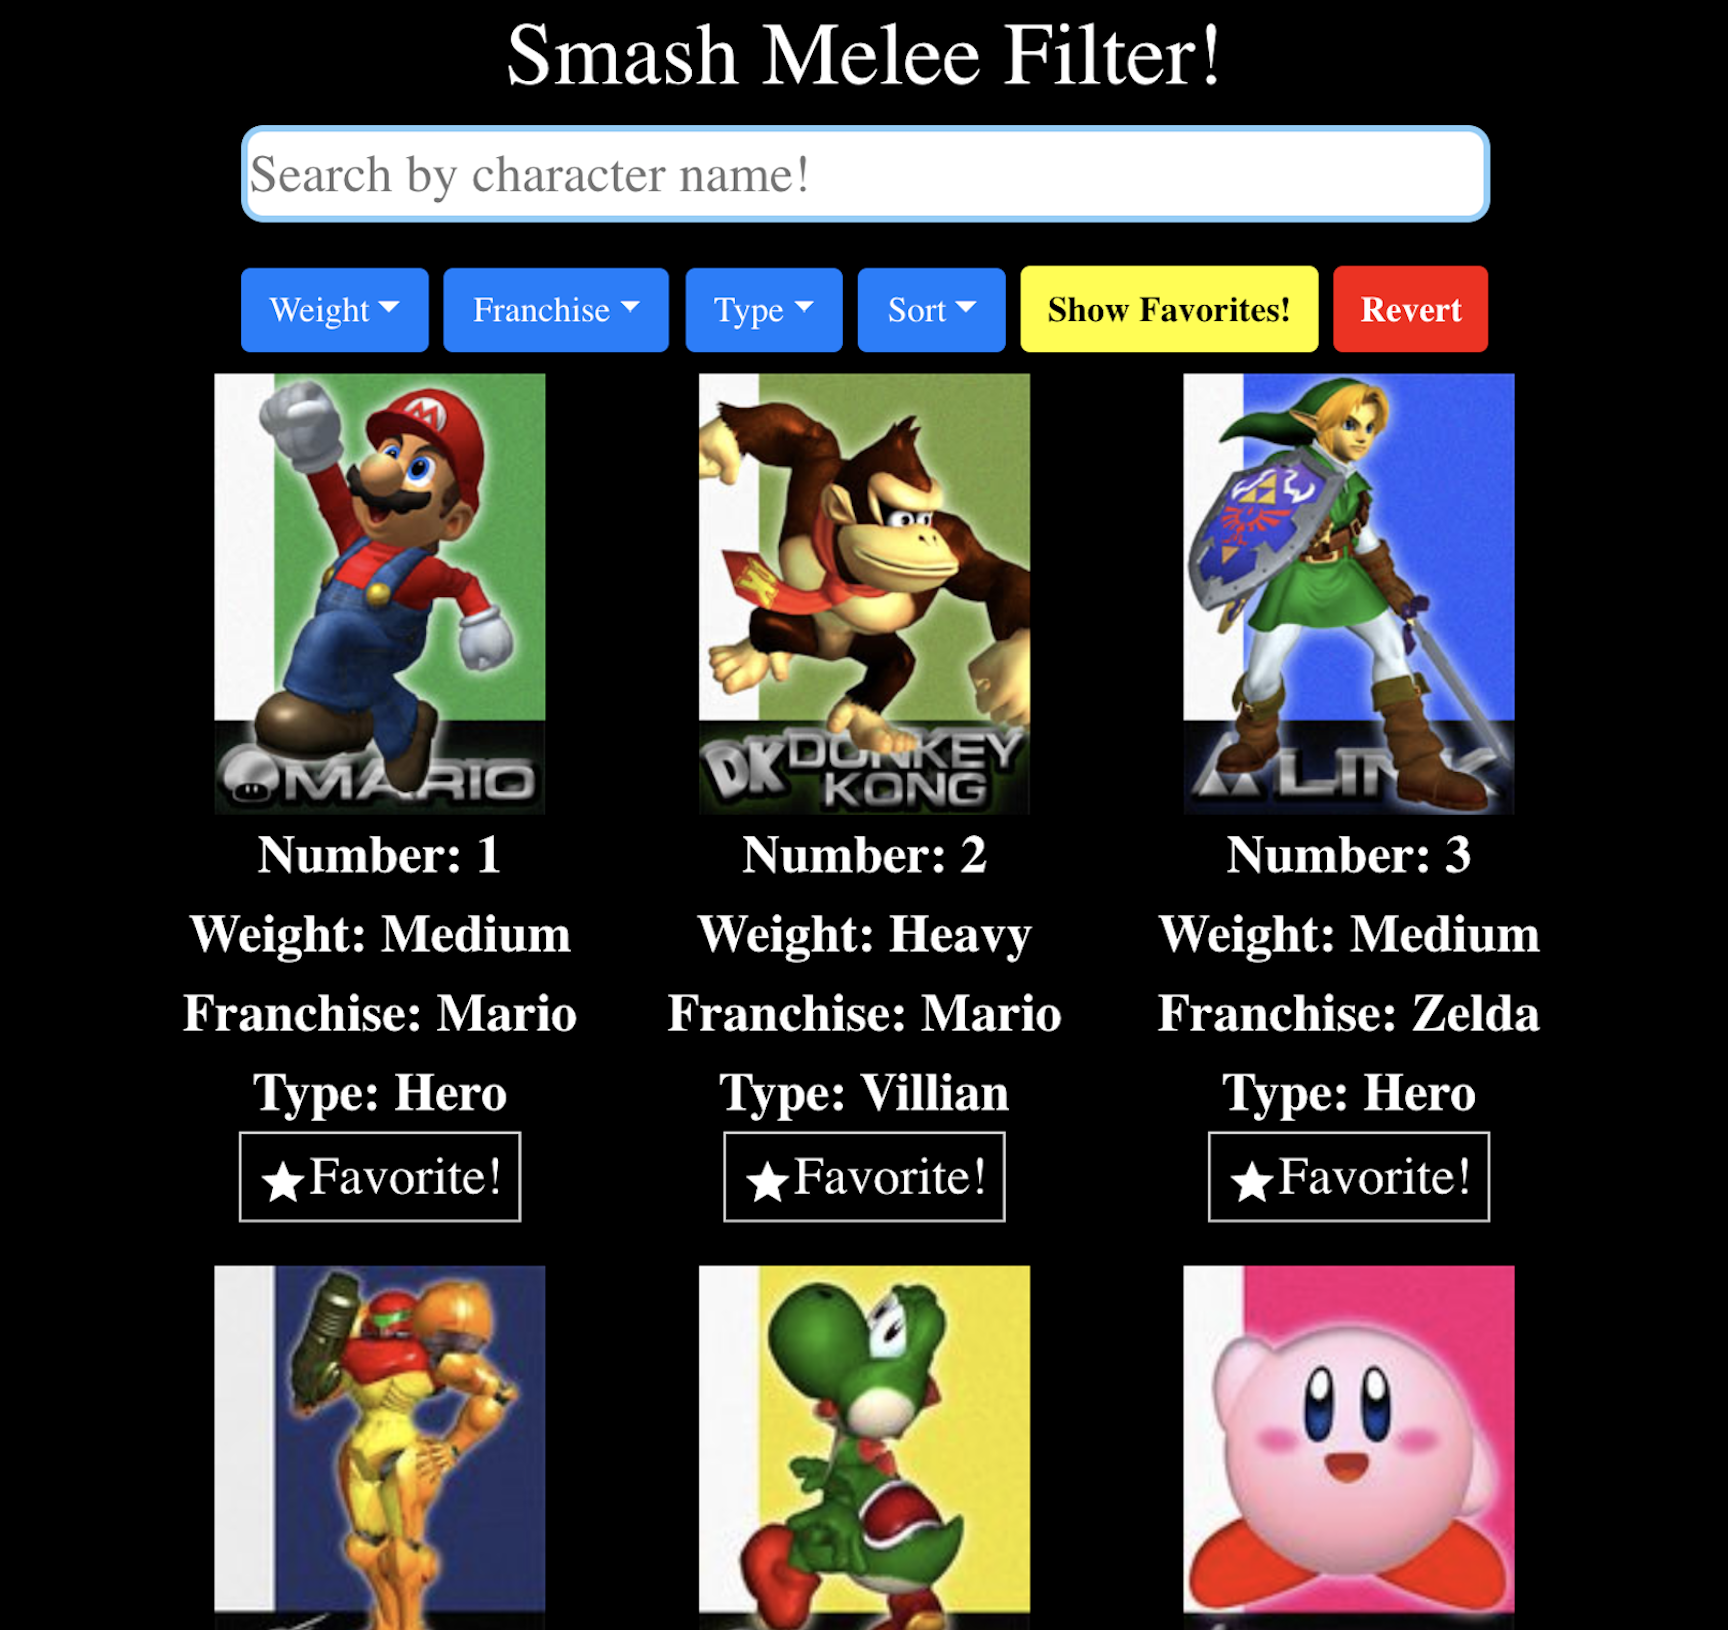 Smash Melee Filter!
Search by character name!
Weight Franchise Type Sort Show Favorites! Revert
M
MARIO
DK DONKEY
KONG
LINK
Number: 1
Weight: Medium
Franchise: Mario
Type: Hero
★Favorite!
Number: 2
Weight: Heavy
Franchise: Mario
Type: Villian
★Favorite!
Number: 3
Weight: Medium
Franchise: Zelda
Type: Hero
★Favorite!